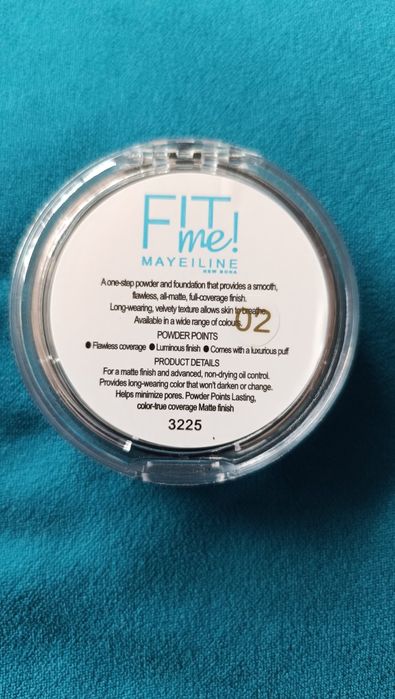 FIT
me!
MAYEILINE
NEW BORA
A one-step powder and foundation that provides a smooth,
flawless, all-matte, full-coverage finish.
Long-wearing, velvety texture allows skin to breathe.
Available in a wide range of colours
02
POWDER POINTS
● Flawless coverage ● Luminous finish ● Comes with a luxurious puff
PRODUCT DETAILS
For a matte finish and advanced, non-drying oil control.
Provides long-wearing color that won't darken or change.
Helps minimize pores. Powder Points Lasting,
color-true coverage Matte finish
3225